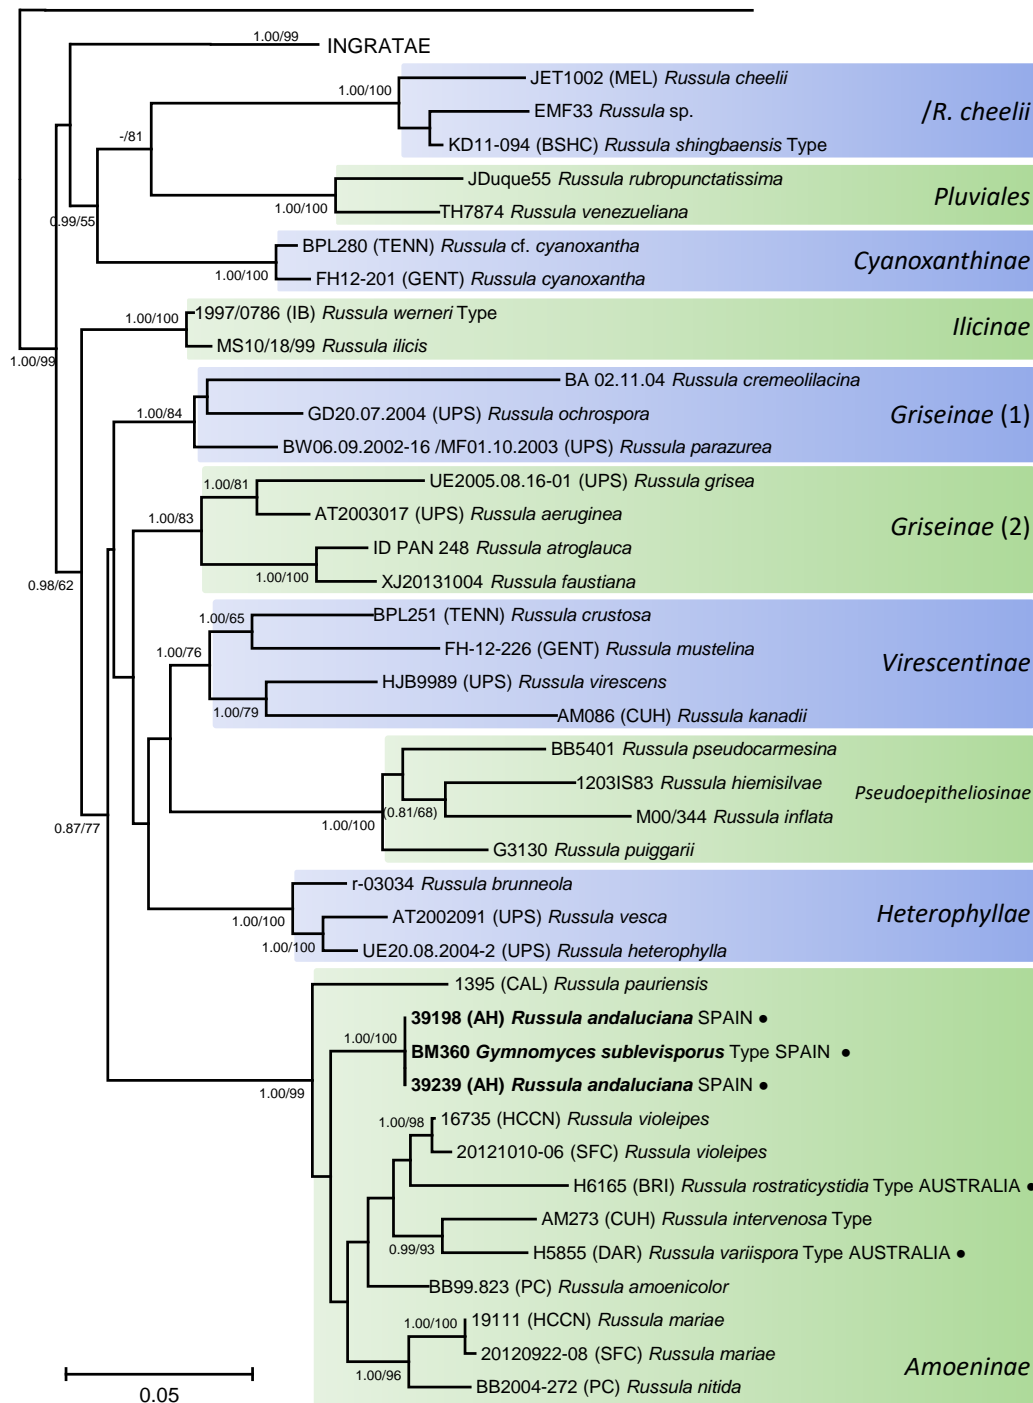 1.00/99
INGRATAE
JET1002 (MEL) Russula cheelii
1.00/100
/R. cheelii
EMF33 Russula sp.
-/81
KD11-094 (BSHC) Russula shingbaensis Type
JDuque55 Russula rubropunctatissima
Pluviales
1.00/100
TH7874 Russula venezueliana
0.99/55
BPL280 (TENN) Russula cf. cyanoxantha
Cyanoxanthinae
1.00/100
FH12-201 (GENT) Russula cyanoxantha
1997/0786 (IB) Russula werneri Type
1.00/100
Ilicinae
MS10/18/99 Russula ilicis
1.00/99
BA 02.11.04 Russula cremeolilacina
1.00/84
GD20.07.2004 (UPS) Russula ochrospora
Griseinae (1)
BW06.09.2002-16 /MF01.10.2003 (UPS) Russula parazurea
1.00/81
UE2005.08.16-01 (UPS) Russula grisea
1.00/83
AT2003017 (UPS) Russula aeruginea
Griseinae (2)
ID PAN 248 Russula atroglauca
1.00/100
XJ20131004 Russula faustiana
0.98/62
BPL251 (TENN) Russula crustosa
1.00/65
1.00/76
FH-12-226 (GENT) Russula mustelina
Virescentinae
HJB9989 (UPS) Russula virescens
1.00/79
AM086 (CUH) Russula kanadii
BB5401 Russula pseudocarmesina
1203IS83 Russula hiemisilvae
Pseudoepitheliosinae
(0.81/68)
M00/344 Russula inflata
1.00/100
0.87/77
G3130 Russula puiggarii
r-03034 Russula brunneola
1.00/100
AT2002091 (UPS) Russula vesca
Heterophyllae
1.00/100
UE20.08.2004-2 (UPS) Russula heterophylla
1395 (CAL) Russula pauriensis
39198 (AH) Russula andaluciana SPAIN ●
1.00/100
BM360 Gymnomyces sublevisporus Type SPAIN ●
1.00/99
39239 (AH) Russula andaluciana SPAIN ●
1.00/98
16735 (HCCN) Russula violeipes
20121010-06 (SFC) Russula violeipes
H6165 (BRI) Russula rostraticystidia Type AUSTRALIA ●
AM273 (CUH) Russula intervenosa Type
0.99/93
H5855 (DAR) Russula variispora Type AUSTRALIA ●
BB99.823 (PC) Russula amoenicolor
1.00/100
19111 (HCCN) Russula mariae
20120922-08 (SFC) Russula mariae
Amoeninae
1.00/96
BB2004-272 (PC) Russula nitida
0.05